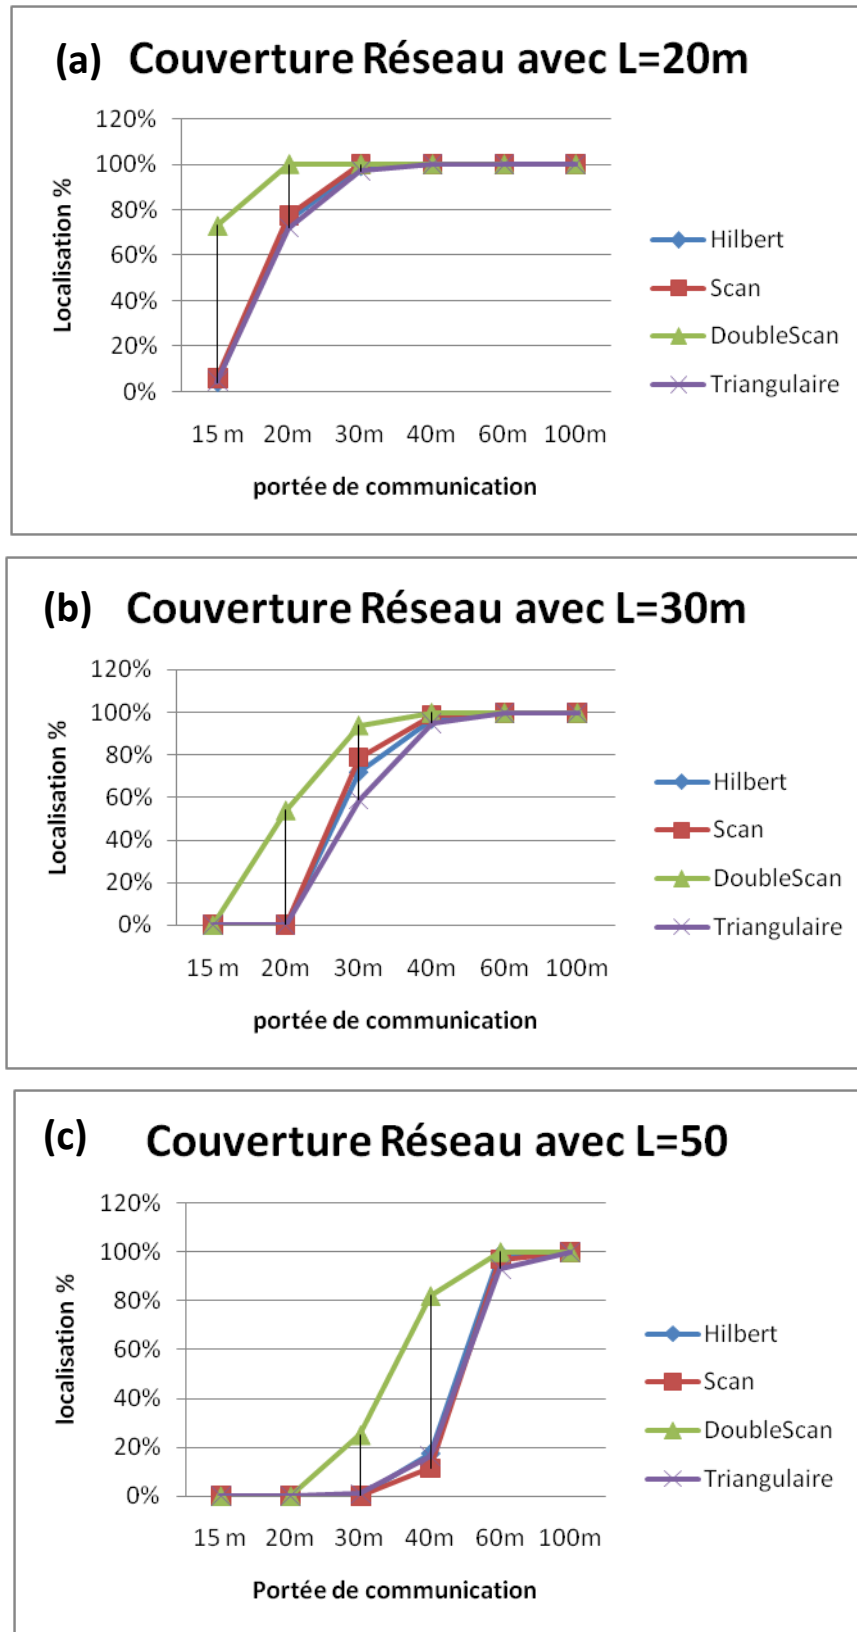 (a) Couverture Réseau avec L=20m
120%
100%
80%
60%
40%
20%
0%
Localisation %
15 m 20m 30m 40m 60m 100m
portée de communication
Hilbert
Scan
DoubleScan
Triangulaire
(b) Couverture Réseau avec L=30m
120%
100%
80%
60%
40%
20%
0%
Localisation %
15 m 20m 30m 40m 60m 100m
portée de communication
Hilbert
Scan
DoubleScan
Triangulaire
(c) Couverture Réseau avec L=50
120%
100%
80%
60%
40%
20%
0%
localisation %
15 m 20m 30m 40m 60m 100m
Portée de communication
Hilbert
Scan
DoubleScan
Triangulaire